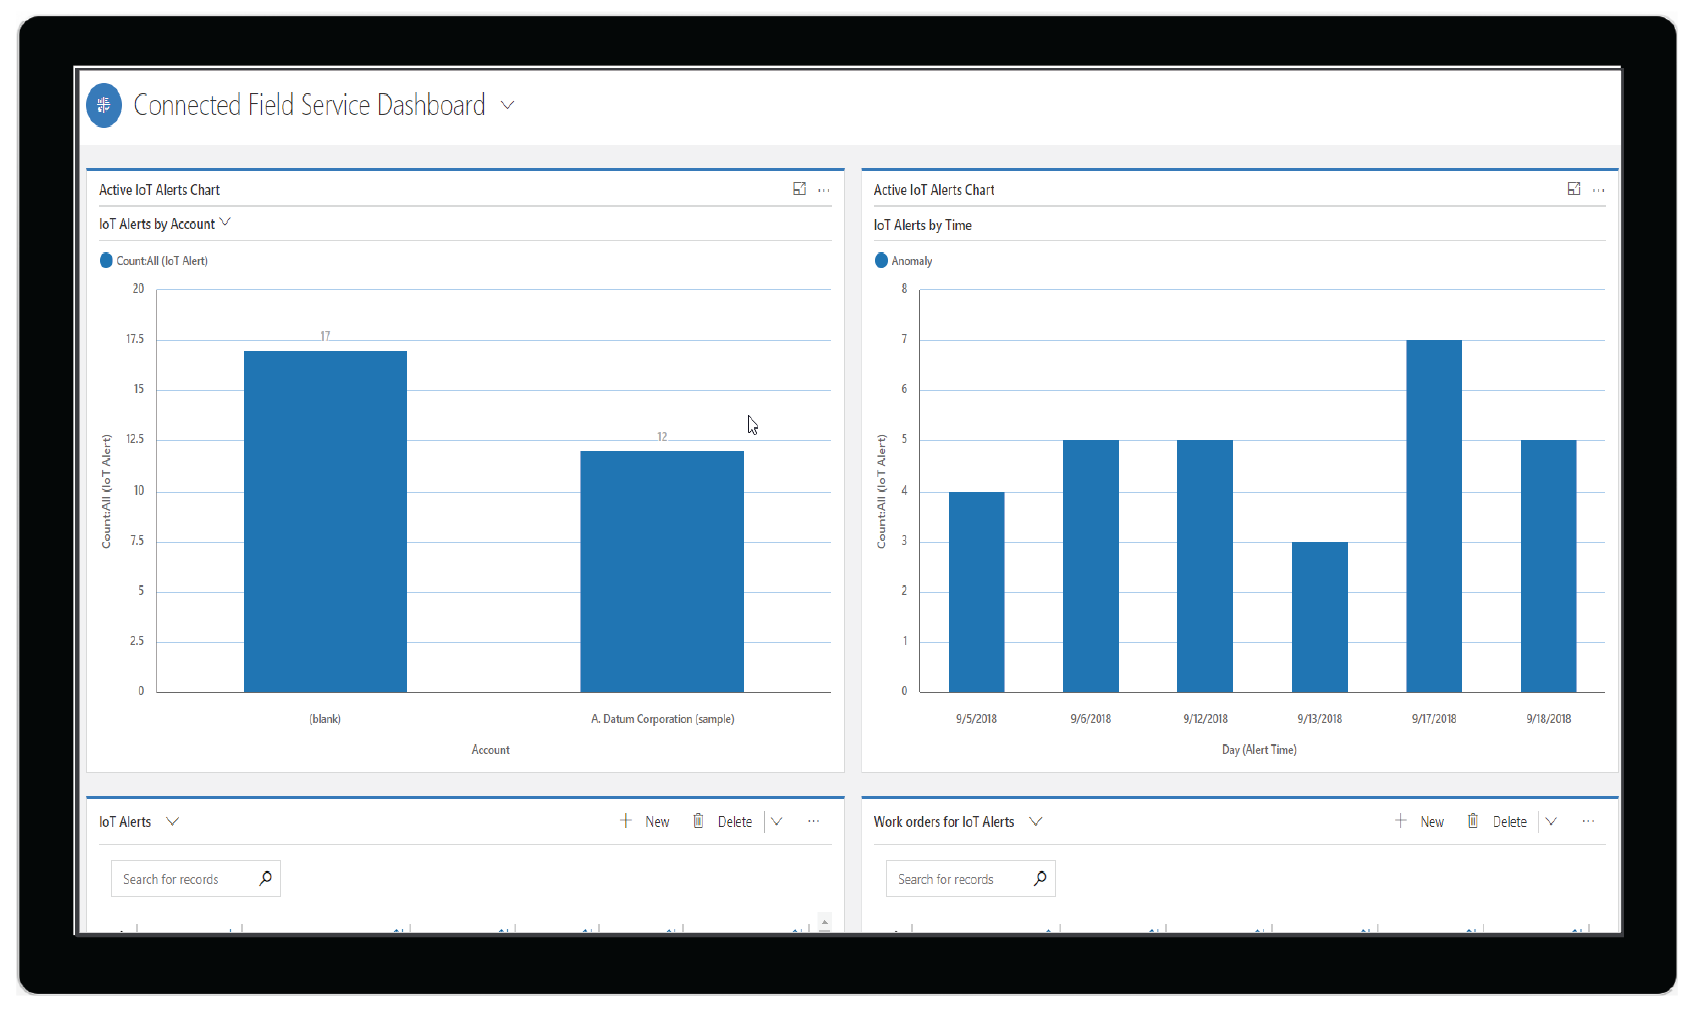 Connected Field Service Dashboard
Active IoT Alerts Chart
...
IoT Alerts by Account
Count:All (IoT Alert)
20
17.5
15
12.5
10
7.5
5
2.5
0
Count:All (IoT Alert)
17
12
(blank)
A. Datum Corporation (sample)
Account
Active IoT Alerts Chart
...
IoT Alerts by Time
Anomaly
8
7
6
5
4
3
2
1
0
Count:All (IoT Alert)
9/5/2018 9/6/2018 9/12/2018 9/13/2018 9/17/2018 9/18/2018
Day (Alert Time)
IoT Alerts
New Delete ...
Search for records
Work orders for IoT Alerts
New Delete ...
Search for records